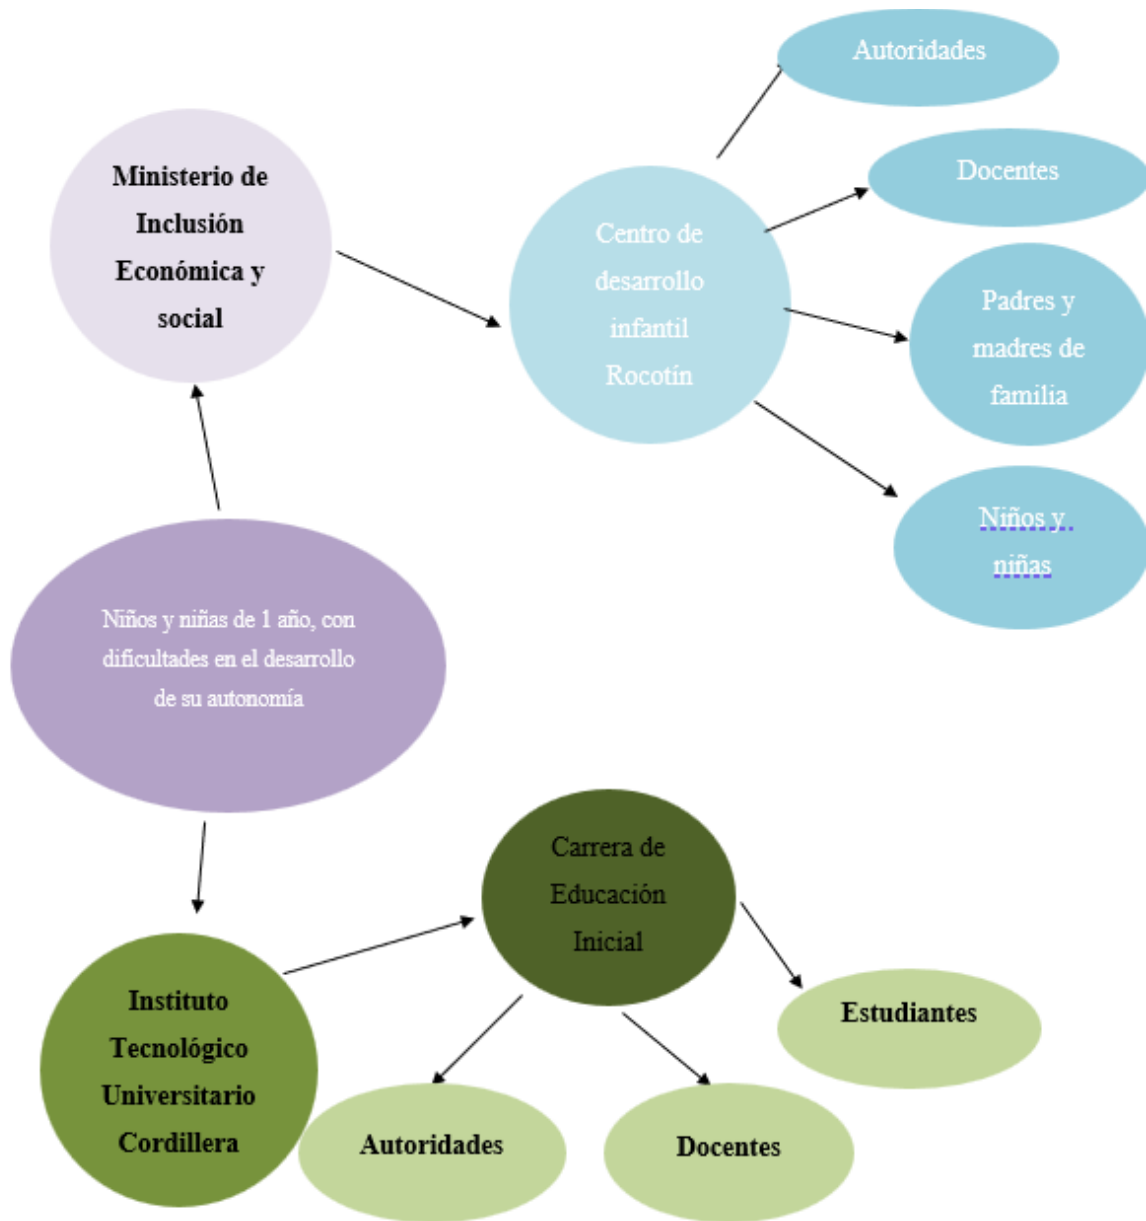 Autoridades
Docentes
Ministerio de
Inclusión
Económica y
social
Centro de
desarrollo
infantil
Rocotín
Padres y
madres de
familia
Niños y
niñas
Niños y niñas de 1 año, con
dificultades en el desarrollo
de su autonomía
Carrera de
Educación
Inicial
Instituto
Tecnológico
Universitario
Cordillera
Estudiantes
Autoridades
Docentes